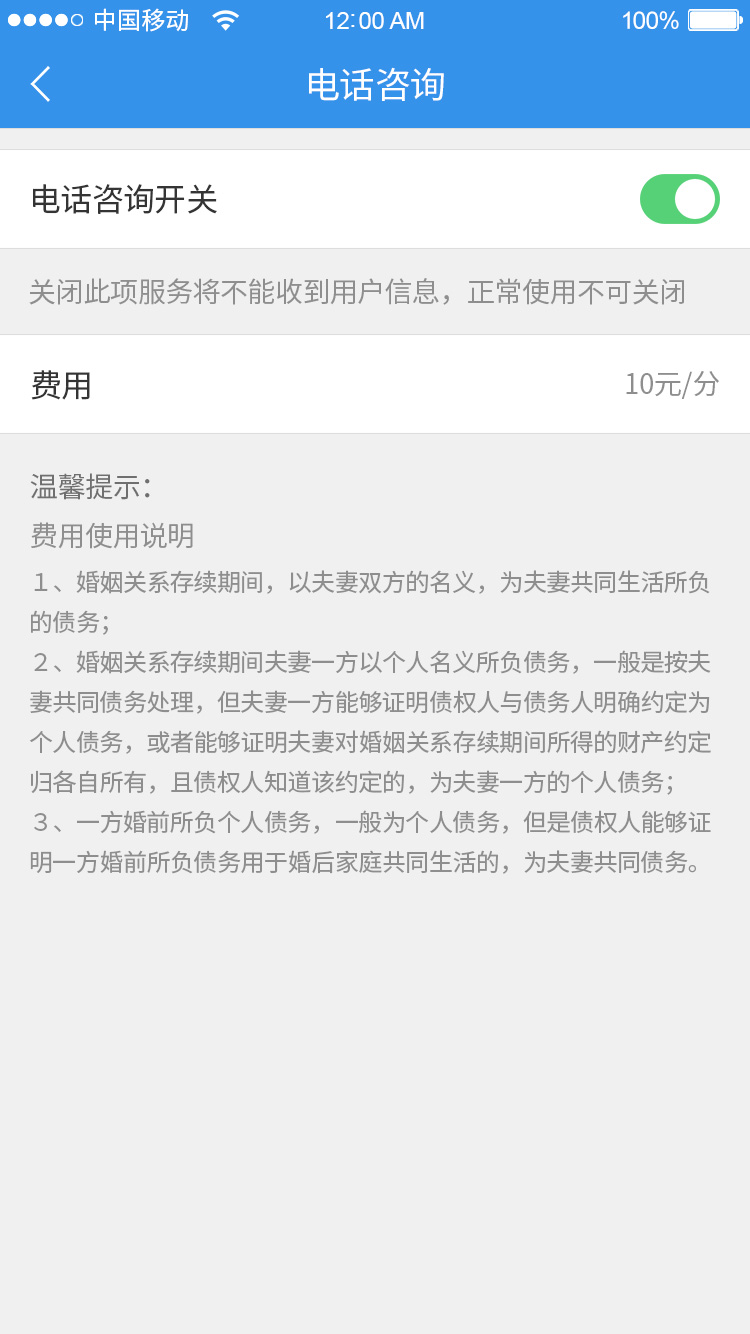 中国移动 12:00 AM 100%
电话咨询
电话咨询开关
关闭此项服务将不能收到用户信息，正常使用不可关闭
费用 10元/分
温馨提示：
费用使用说明
１、婚姻关系存续期间，以夫妻双方的名义，为夫妻共同生活所负
的债务；
２、婚姻关系存续期间夫妻一方以个人名义所负债务，一般是按夫
妻共同债务处理，但夫妻一方能够证明债权人与债务人明确约定为
个人债务，或者能够证明夫妻对婚姻关系存续期间所得的财产约定
归各自所有，且债权人知道该约定的，为夫妻一方的个人债务；
３、一方婚前所负个人债务，一般为个人债务，但是债权人能够证
明一方婚前所负债务用于婚后家庭共同生活的，为夫妻共同债务。